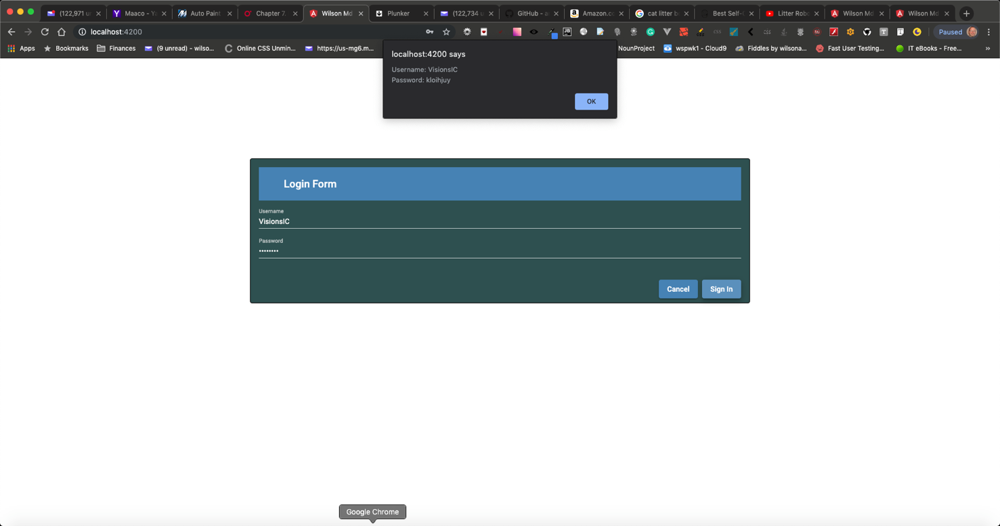 (122,971 u
Maaco - Y
Auto Paint
Chapter 7.
Wilson Md
Plunker
(122,734 u
GitHub - a
Amazon.co
cat litter b
Best Self-
Litter Rob
Wilson Md
Wilson Md
localhost:4200
Paused
Apps
Bookmarks
Finances
(9 unread) - wilso...
Online CSS Unmin...
https://us-mg6.m...
NounProject
wspwk1 - Cloud9
Fiddles by wilsona...
Fast User Testing...
IT eBooks - Free...
»
localhost:4200 says
Username: VisionsIC
Password: kloihjuy
OK
Login Form
Username
VisionsIC
Password
••••••••
Cancel
Sign In
Google Chrome